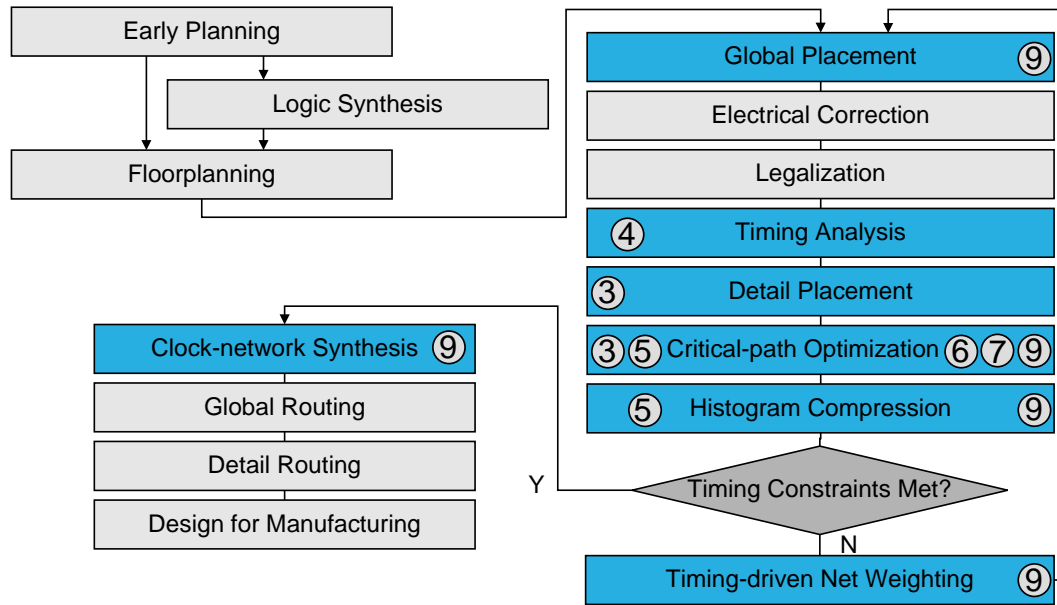 Early Planning
Logic Synthesis
Floorplanning
Global Placement 9
Electrical Correction
Legalization
4 Timing Analysis
3 Detail Placement
3 5 Critical-path Optimization 6 7 9
5 Histogram Compression 9
Timing Constraints Met?
Y
N
Timing-driven Net Weighting 9
Clock-network Synthesis 9
Global Routing
Detail Routing
Design for Manufacturing